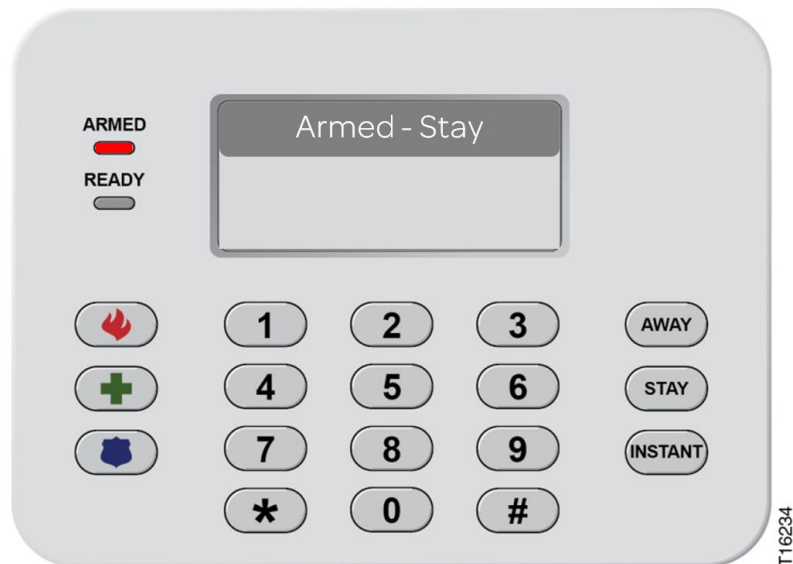 ARMED
Armed - Stay
READY
1 2 3 AWAY
4 5 6 STAY
7 8 9 INSTANT
* 0 #
T16234